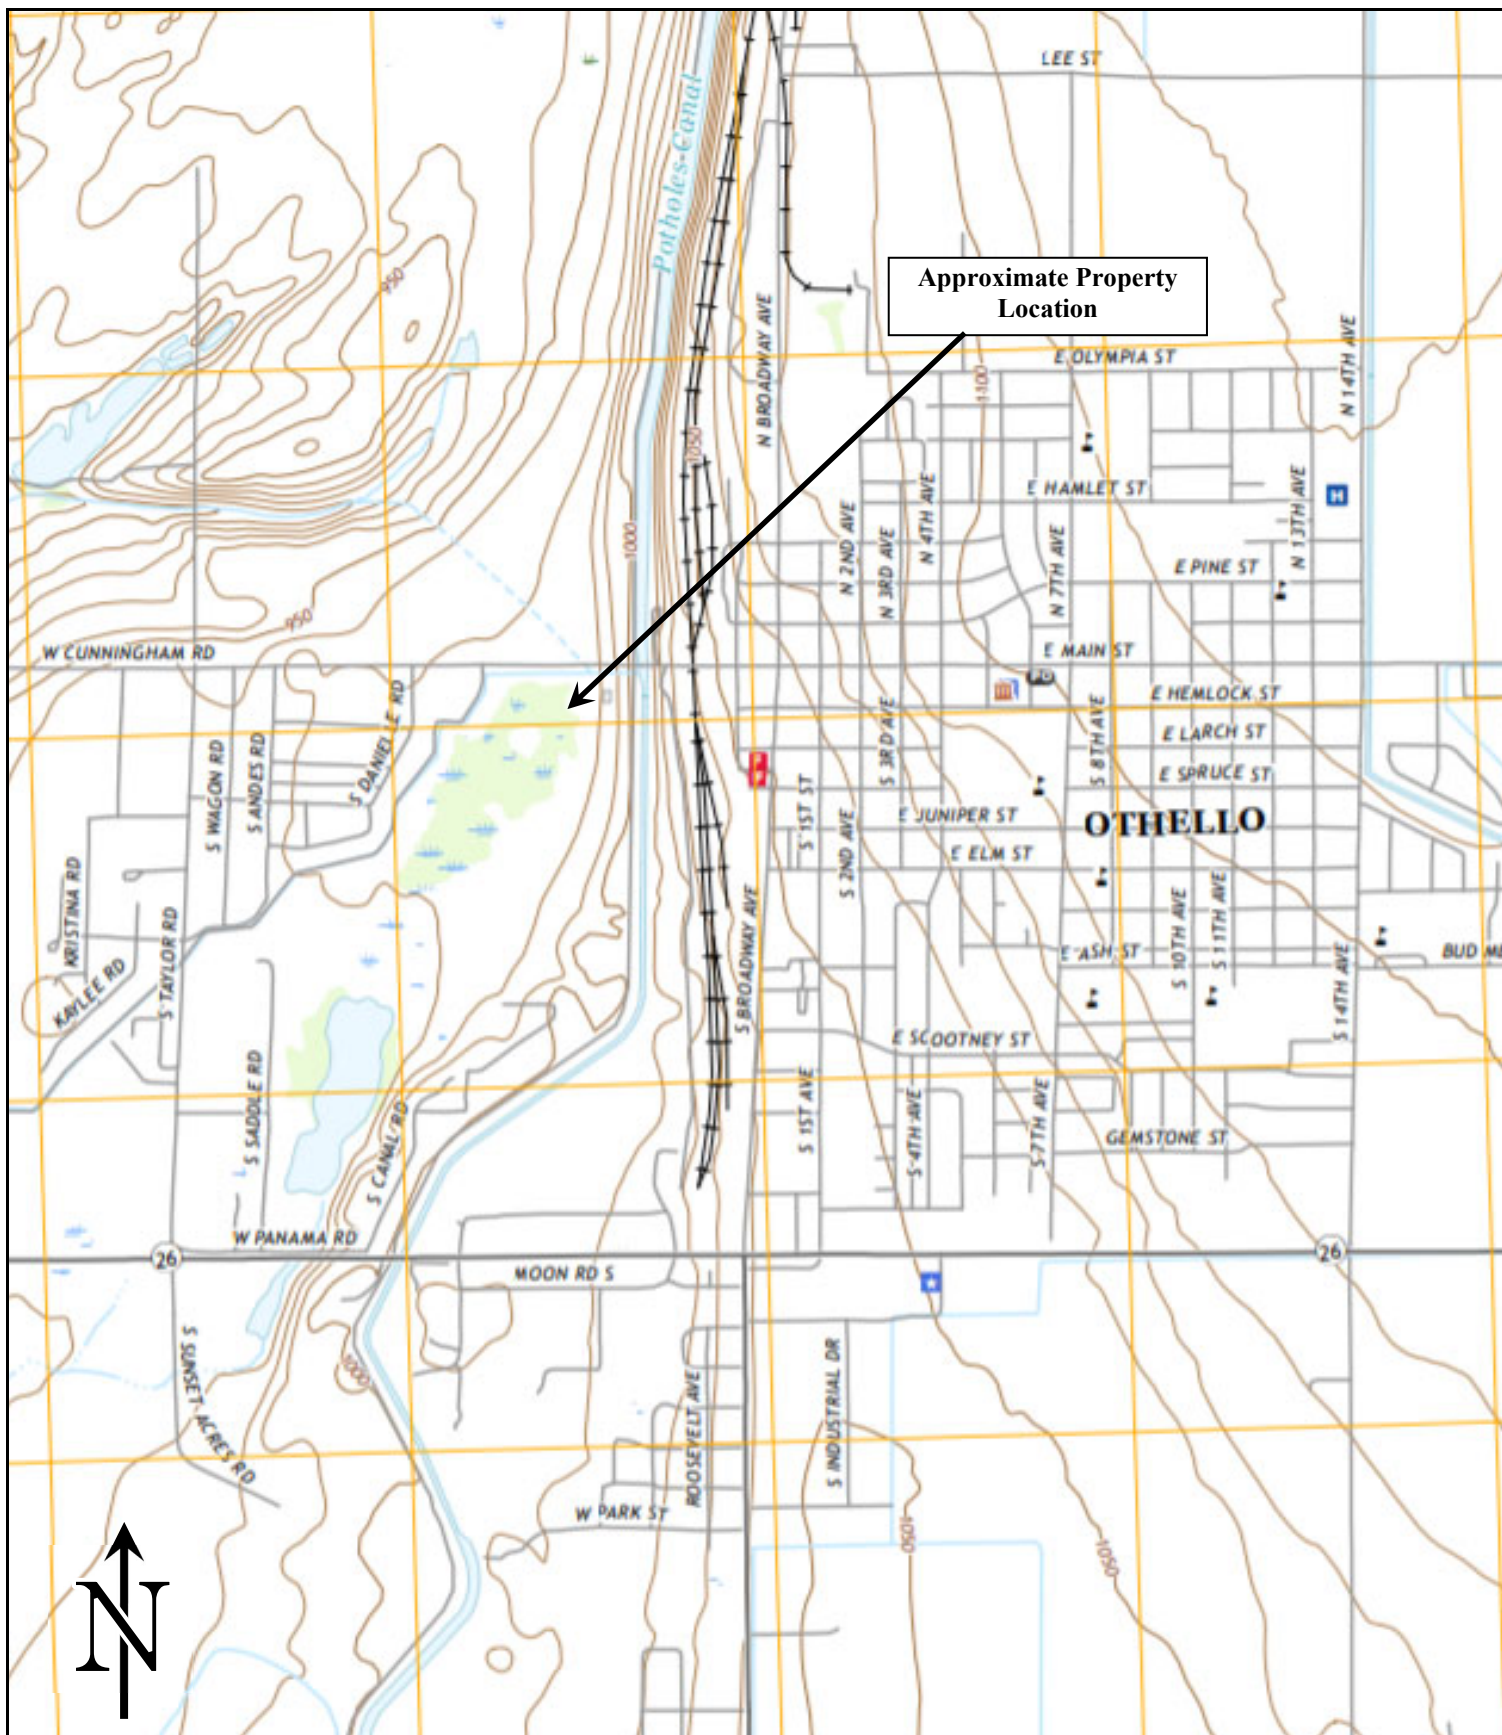 LEE ST
Potholes Canal
950
Approximate Property
Location
N BROADWAY AVE
E OLYMPIA ST
N 14TH AVE
1100
1050
E HAMLET ST
N 4TH AVE
N 13TH AVE
H
1000
N 2ND AVE
N 3RD AVE
N 7TH AVE
E PINE ST
950
W CUNNINGHAM RD
E MAIN ST
PO
E HEMLOCK ST
S DANIELLE RD
S 3RD AVE
S 8TH AVE
E LARCH ST
S WAGON RD
S ANDES RD
E SPRUCE ST
S 1ST ST
E JUNIPER ST
OTHELLO
S 2ND AVE
E ELM ST
KRISTINA RD
S TAYLOR RD
S BROADWAY AVE
S 10TH AVE
S 11TH AVE
E ASH ST
BUD
KAYLEE RD
S 14TH AVE
E SCOOTNEY ST
S SADDLE RD
S CANAL RD
S 1ST AVE
S 4TH AVE
S 7TH AVE
GEMSTONE ST
W PANAMA RD
26
26
MOON RD S
S SUNSET ACRES RD
1000
ROOSEVELT AVE
S INDUSTRIAL DR
W PARK ST
1050
1050
N